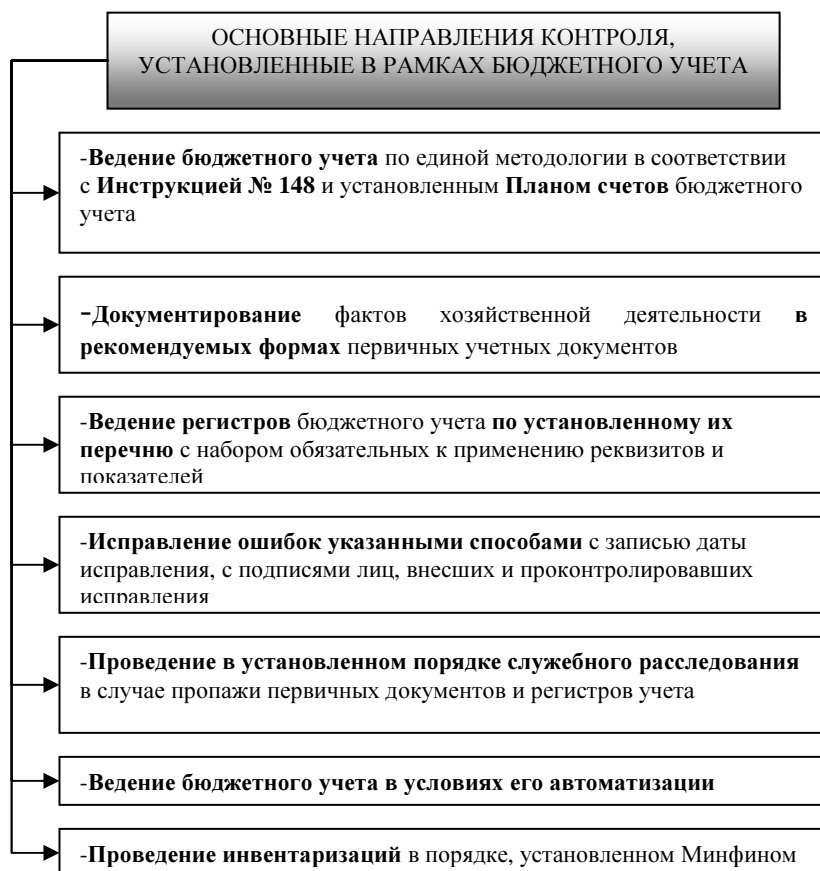 ОСНОВНЫЕ НАПРАВЛЕНИЯ КОНТРОЛЯ,
УСТАНОВЛЕННЫЕ В РАМКАХ БЮДЖЕТНОГО УЧЕТА
-Ведение бюджетного учета по единой методологии в соответствии
с Инструкцией № 148 и установленным Планом счетов бюджетного
учета
-Документирование фактов хозяйственной деятельности в
рекомендуемых формах первичных учетных документов
-Ведение регистров бюджетного учета по установленному их
перечню с набором обязательных к применению реквизитов и
показателей
-Исправление ошибок указанными способами с записью даты
исправления, с подписями лиц, внесших и проконтролировавших
исправления
-Проведение в установленном порядке служебного расследования
в случае пропажи первичных документов и регистров учета
-Ведение бюджетного учета в условиях его автоматизации
-Проведение инвентаризаций в порядке, установленном Минфином